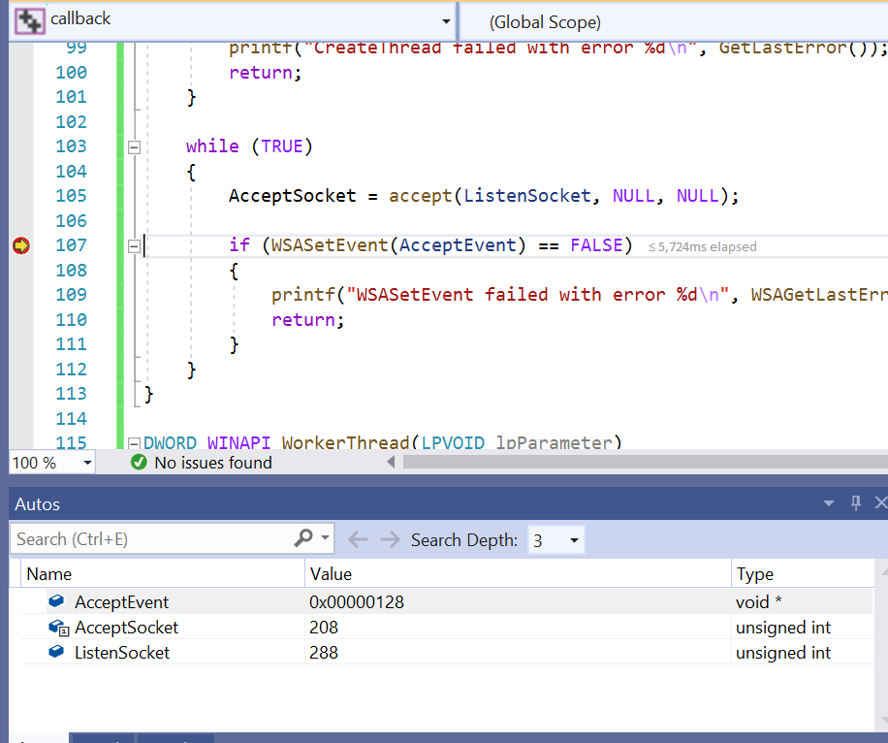 callback (Global Scope)
99 printf("CreateThread failed with error %d\n", GetLastError());
100 return;
101 }
102
103 while (TRUE)
104 {
105 AcceptSocket = accept(ListenSocket, NULL, NULL);
106
107 if (WSASetEvent(AcceptEvent) == FALSE) ≤5,724ms elapsed
108 {
109 printf("WSASetEvent failed with error %d\n", WSAGetLastErr
110 return;
111 }
112 }
113 }
114
115 DWORD WINAPI WorkerThread(LPVOID lpParameter)
100 % No issues found
Autos
Search (Ctrl+E) Search Depth: 3
Name Value Type
AcceptEvent 0x00000128 void *
AcceptSocket 208 unsigned int
ListenSocket 288 unsigned int